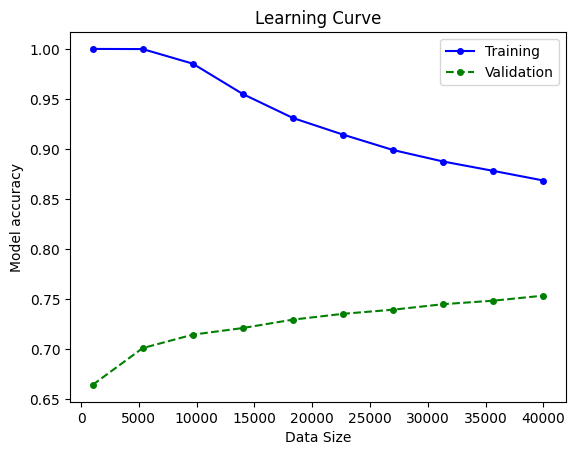 Learning Curve
Training
Validation
Model accuracy
1.00
0.95
0.90
0.85
0.80
0.75
0.70
0.65
0 5000 10000 15000 20000 25000 30000 35000 40000
Data Size